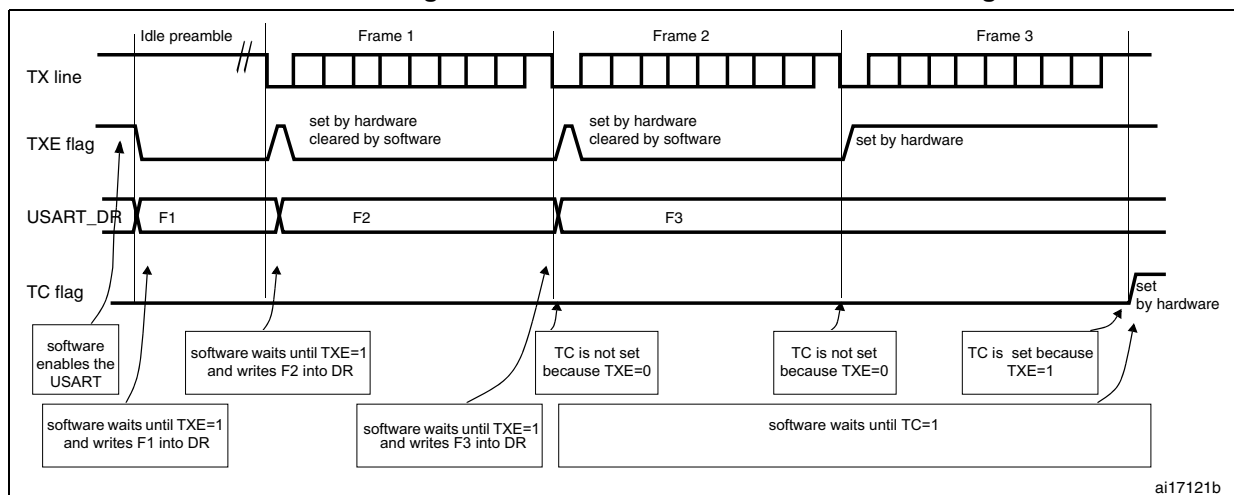 Idle preamble
Frame 1
Frame 2
Frame 3
TX line
TXE flag
set by hardware
cleared by software
set by hardware
cleared by software
set by hardware
USART_DR
F1
F2
F3
TC flag
set
by hardware
software
enables the
USART
software waits until TXE=1
and writes F2 into DR
TC is not set
because TXE=0
TC is not set
because TXE=0
TC is set because
TXE=1
software waits until TXE=1
and writes F1 into DR
software waits until TXE=1
and writes F3 into DR
software waits until TC=1
ai17121b